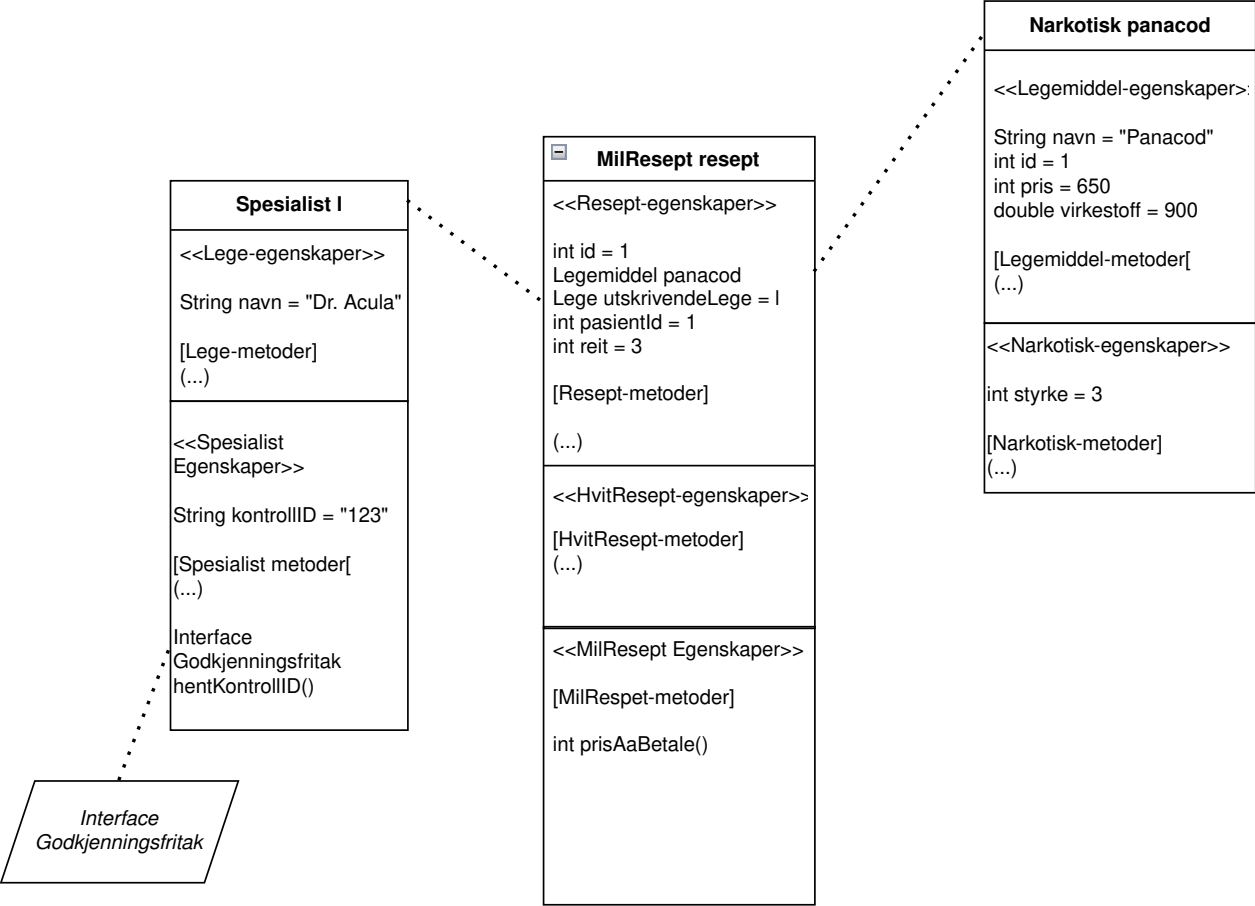 Spesialist l
<<Lege-egenskaper>>
String navn = "Dr. Acula"
[Lege-metoder]
(...)
<<Spesialist
Egenskaper>>
String kontrollID = "123"
[Spesialist metoder[
(...)
Interface
Godkjenningsfritak
hentKontrollID()
Interface
Godkjenningsfritak
MilResept resept
<<Resept-egenskaper>>
int id = 1
Legemiddel panacod
Lege utskrivendeLege = l
int pasientId = 1
int reit = 3
[Resept-metoder]
(...)
<<HvitResept-egenskaper>>
[HvitResept-metoder]
(...)
<<MilResept Egenskaper>>
[MilRespet-metoder]
int prisAaBetale()
Narkotisk panacod
<<Legemiddel-egenskaper>>
String navn = "Panacod"
int id = 1
int pris = 650
double virkestoff = 900
[Legemiddel-metoder[
(...)
<<Narkotisk-egenskaper>>
int styrke = 3
[Narkotisk-metoder]
(...)